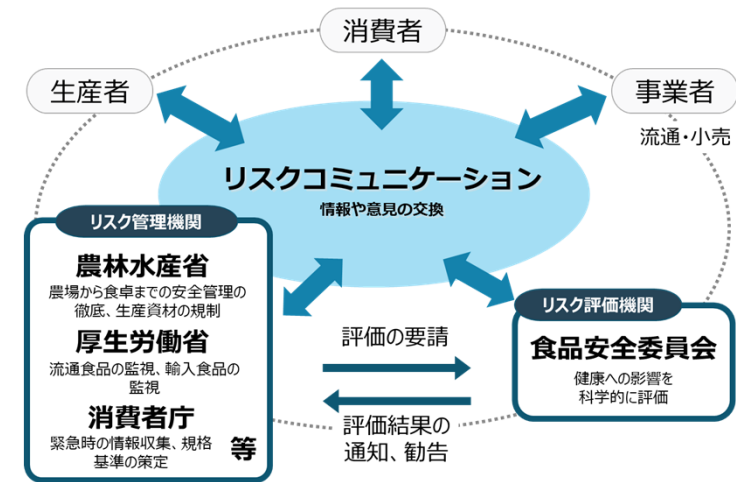 消費者
生産者
事業者
流通・小売
リスクコミュニケーション
情報や意見の交換
リスク管理機関
農林水産省
農場から食卓までの安全管理の
徹底、生産資材の規制
厚生労働省
流通食品の監視、輸入食品の
監視
消費者庁
緊急時の情報収集、規格
基準の策定
等
評価の要請
評価結果の
通知、勧告
リスク評価機関
食品安全委員会
健康への影響を
科学的に評価